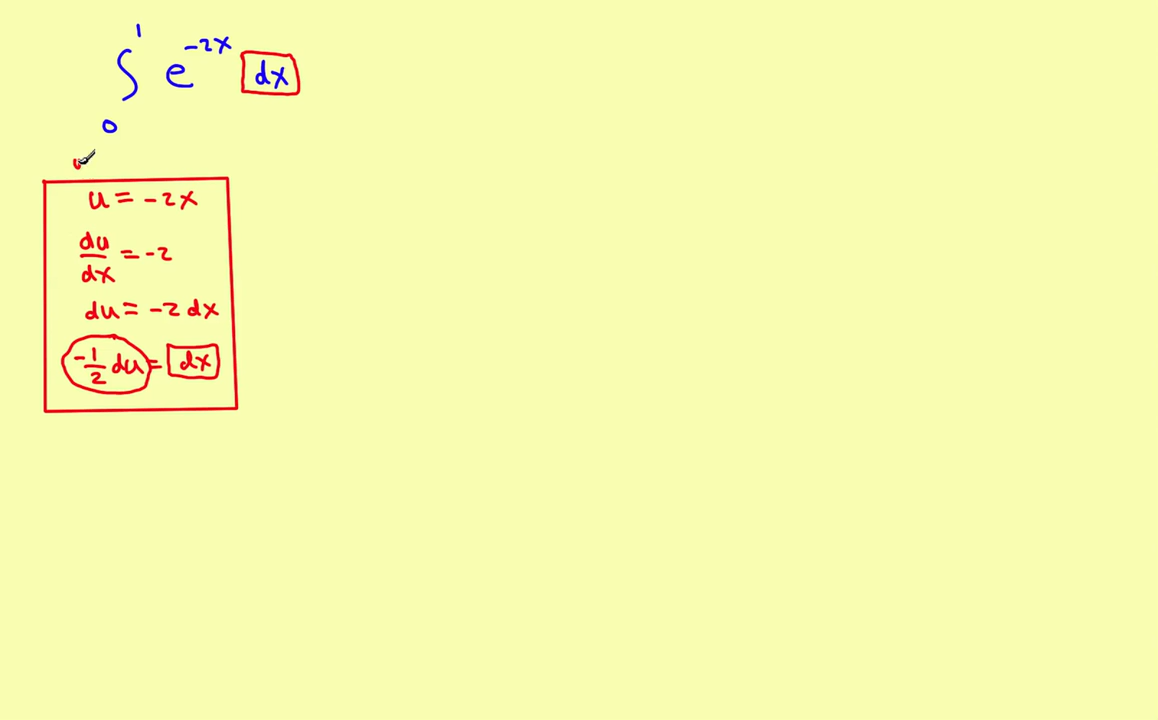 ∫₀¹ e^(-2x) dx
u = -2x
du/dx = -2
du = -2 dx
-1/2 du = dx